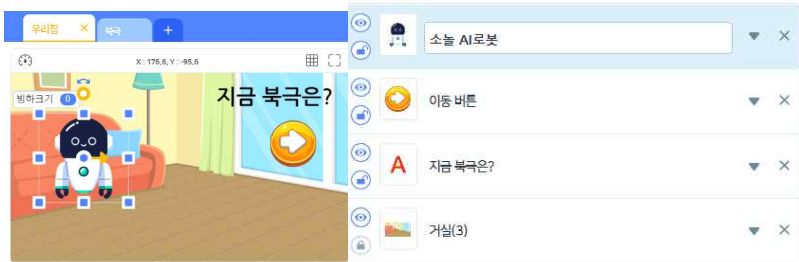 우리집 ×
북극
+
X : 176.6, Y : -95.6
빙하크기 0
지금 북극은?
소놀 AI로봇
이동 버튼
A 지금 북극은?
거실(3)